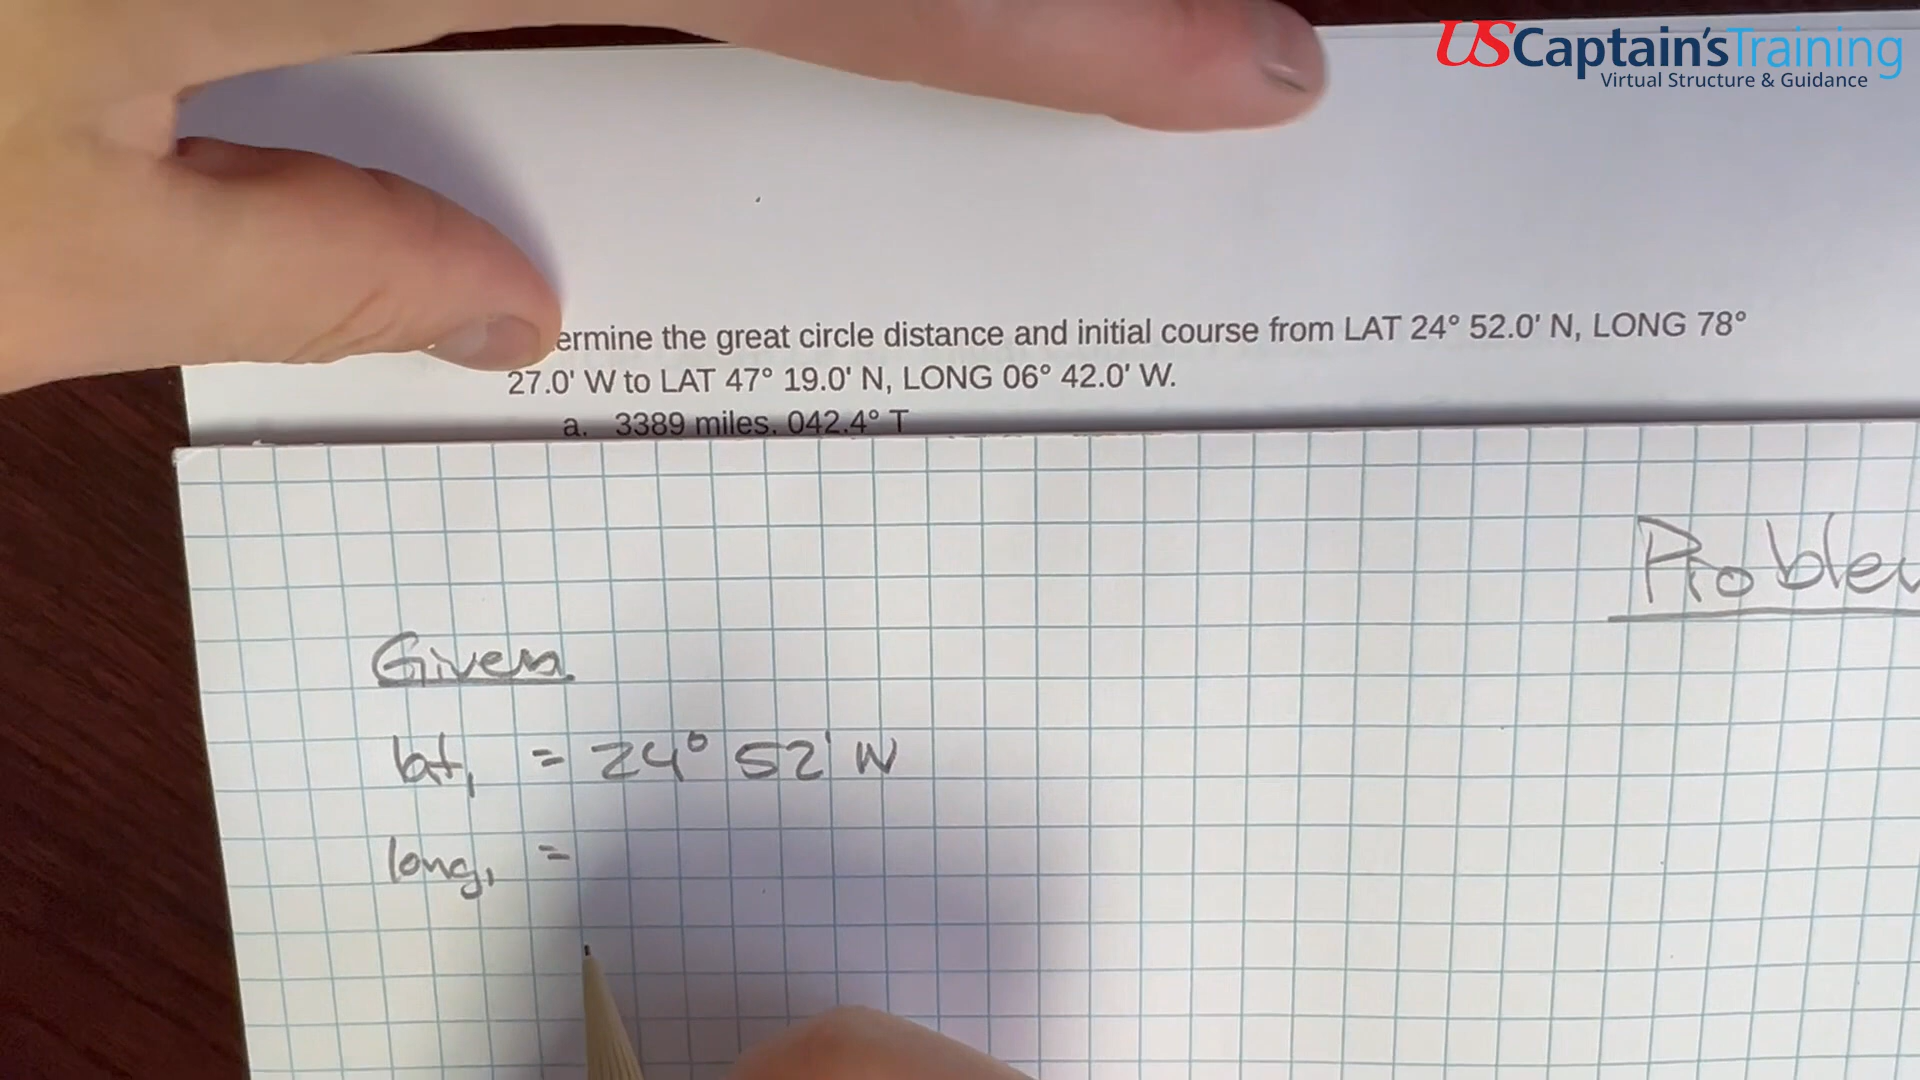 USCaptain'sTraining
Virtual Structure & Guidance
ermine the great circle distance and initial course from LAT 24° 52.0' N, LONG 78°
27.0' W to LAT 47° 19.0' N, LONG 06° 42.0' W.
a. 3389 miles, 042.4° T
Problem
Given
lat₁ = 24° 52' N
long₁ =